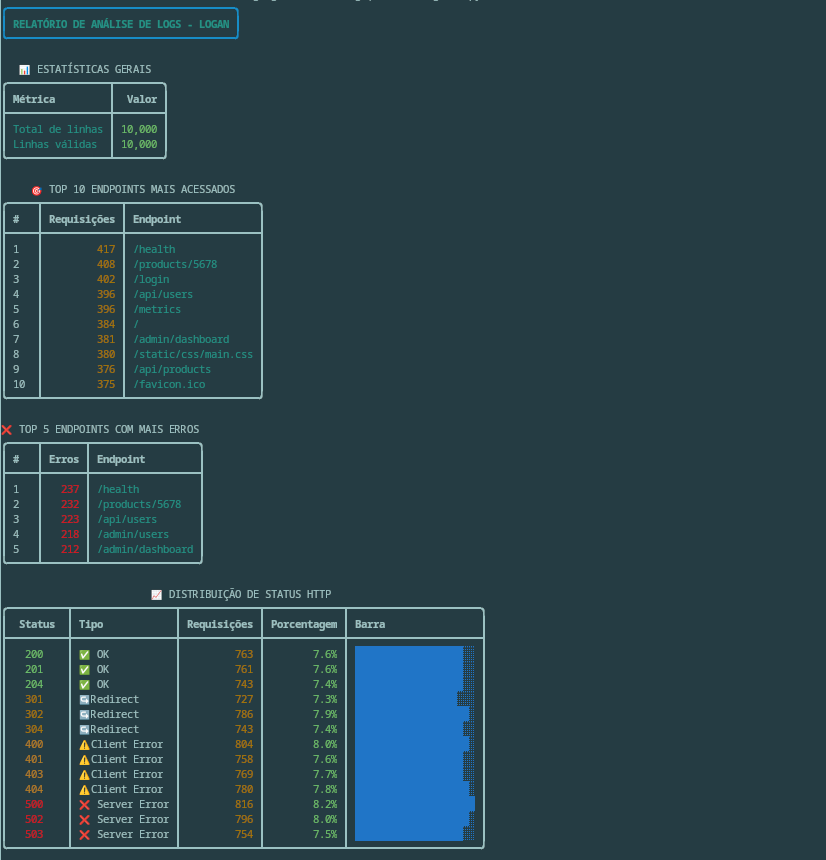 RELATÓRIO DE ANÁLISE DE LOGS - LOGAN
📊 ESTATÍSTICAS GERAIS
Métrica Valor
Total de linhas 10,000
Linhas válidas 10,000
🎯 TOP 10 ENDPOINTS MAIS ACESSADOS
# Requisições Endpoint
1 417 /health
2 408 /products/5678
3 402 /login
4 396 /api/users
5 396 /metrics
6 384 /
7 381 /admin/dashboard
8 380 /static/css/main.css
9 376 /api/products
10 375 /favicon.ico
❌ TOP 5 ENDPOINTS COM MAIS ERROS
# Erros Endpoint
1 237 /health
2 232 /products/5678
3 223 /api/users
4 218 /admin/users
5 212 /admin/dashboard
📈 DISTRIBUIÇÃO DE STATUS HTTP
Status Tipo Requisições Porcentagem Barra
200 ✅ OK 763 7.6%
201 ✅ OK 761 7.6%
204 ✅ OK 743 7.4%
301 🔄Redirect 727 7.3%
302 🔄Redirect 786 7.9%
304 🔄Redirect 743 7.4%
400 ⚠️Client Error 804 8.0%
401 ⚠️Client Error 758 7.6%
403 ⚠️Client Error 769 7.7%
404 ⚠️Client Error 780 7.8%
500 ❌ Server Error 816 8.2%
502 ❌ Server Error 796 8.0%
503 ❌ Server Error 754 7.5%